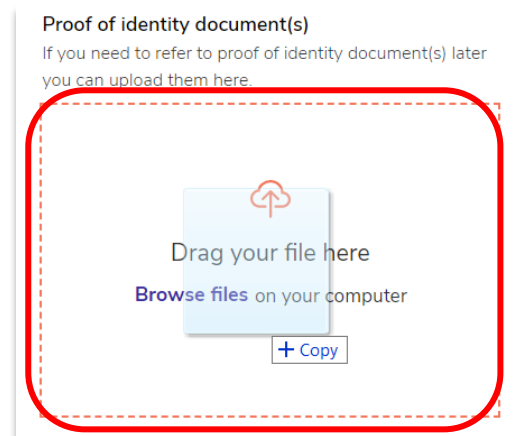 Proof of identity document(s)
If you need to refer to proof of identity document(s) later
you can upload them here.
Drag your file here
Browse files on your computer
+ Copy